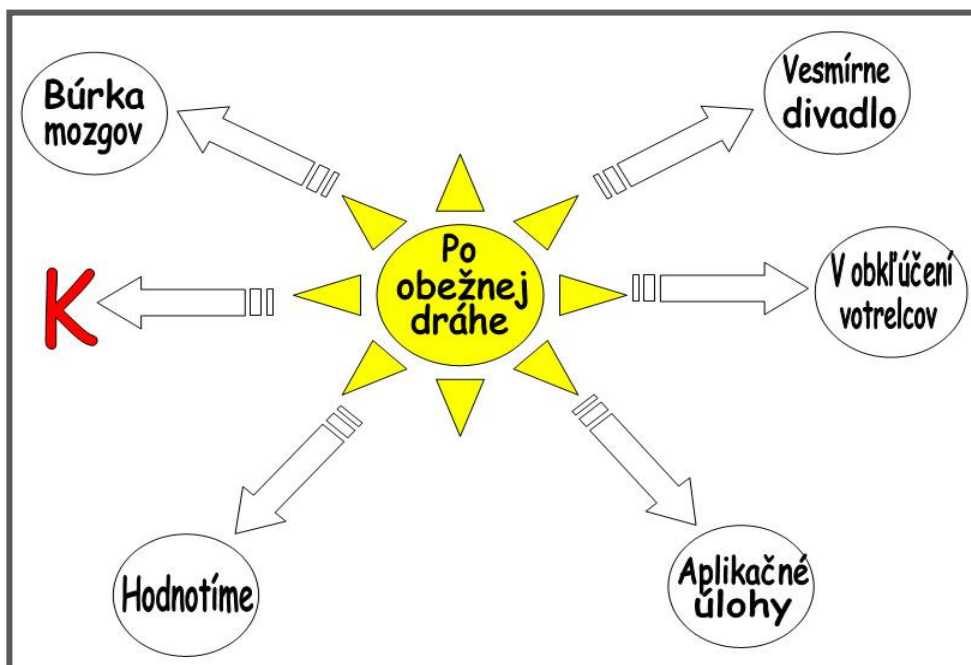 Búrka
mozgov
Vesmírne
divadlo
Po
obežnej
dráhe
K
V obkľúčení
votrelcov
Hodnotíme
Aplikačné
úlohy